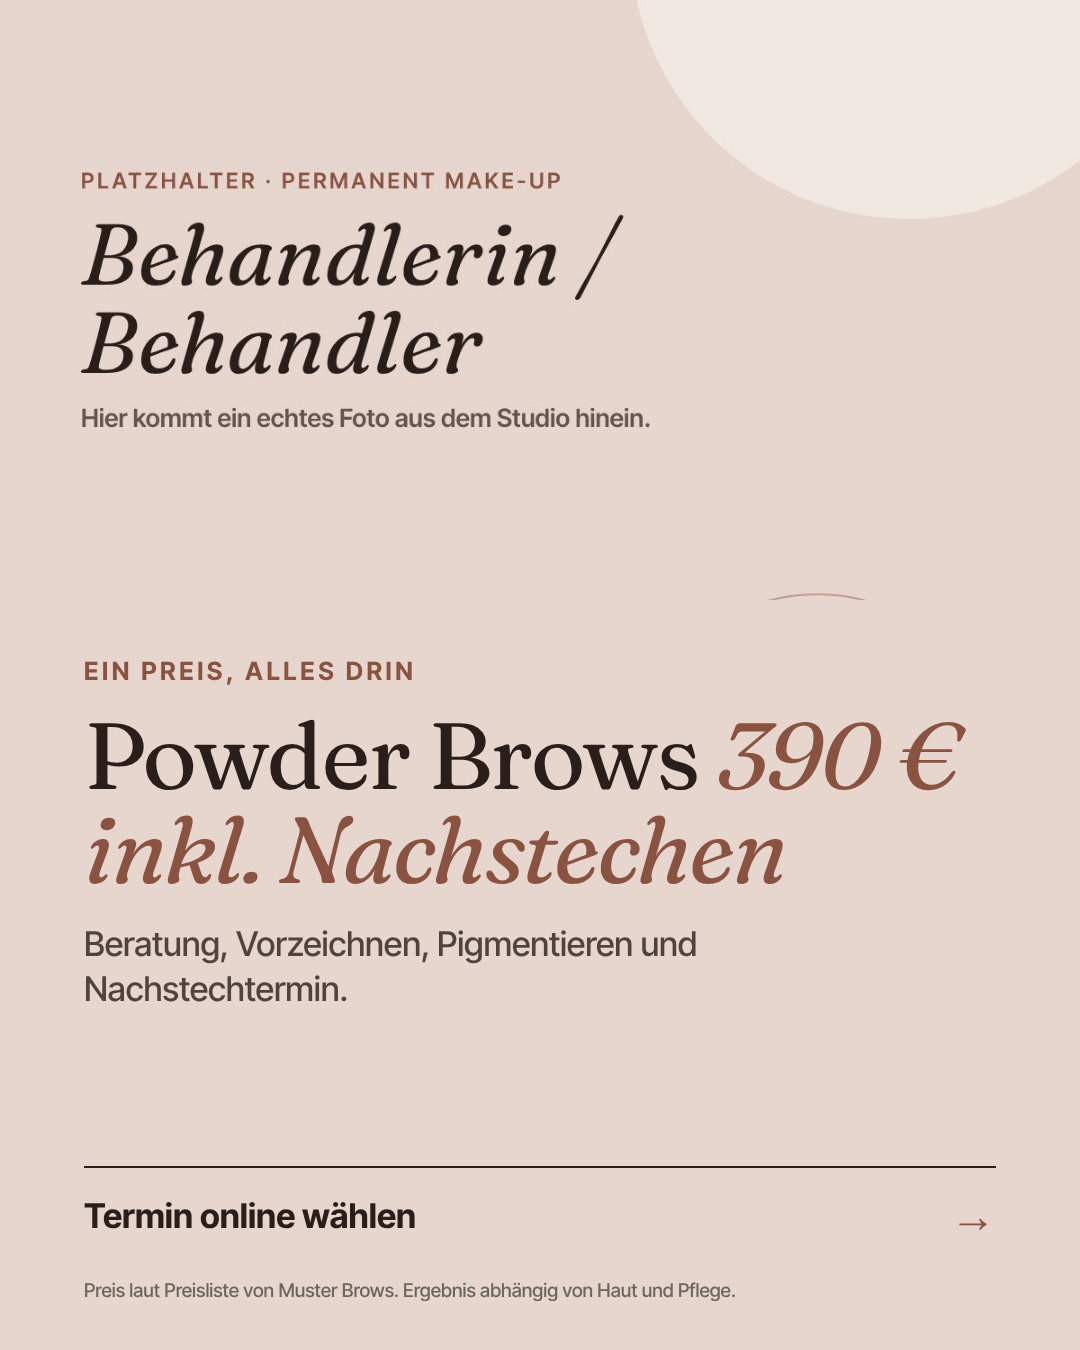 PLATZHALTER · PERMANENT MAKE-UP
Behandlerin /
Behandler
Hier kommt ein echtes Foto aus dem Studio hinein.
EIN PREIS, ALLES DRIN
Powder Brows 390 €
inkl. Nachstechen
Beratung, Vorzeichnen, Pigmentieren und
Nachstechtermin.
Termin online wählen →
Preis laut Preisliste von Muster Brows. Ergebnis abhängig von Haut und Pflege.